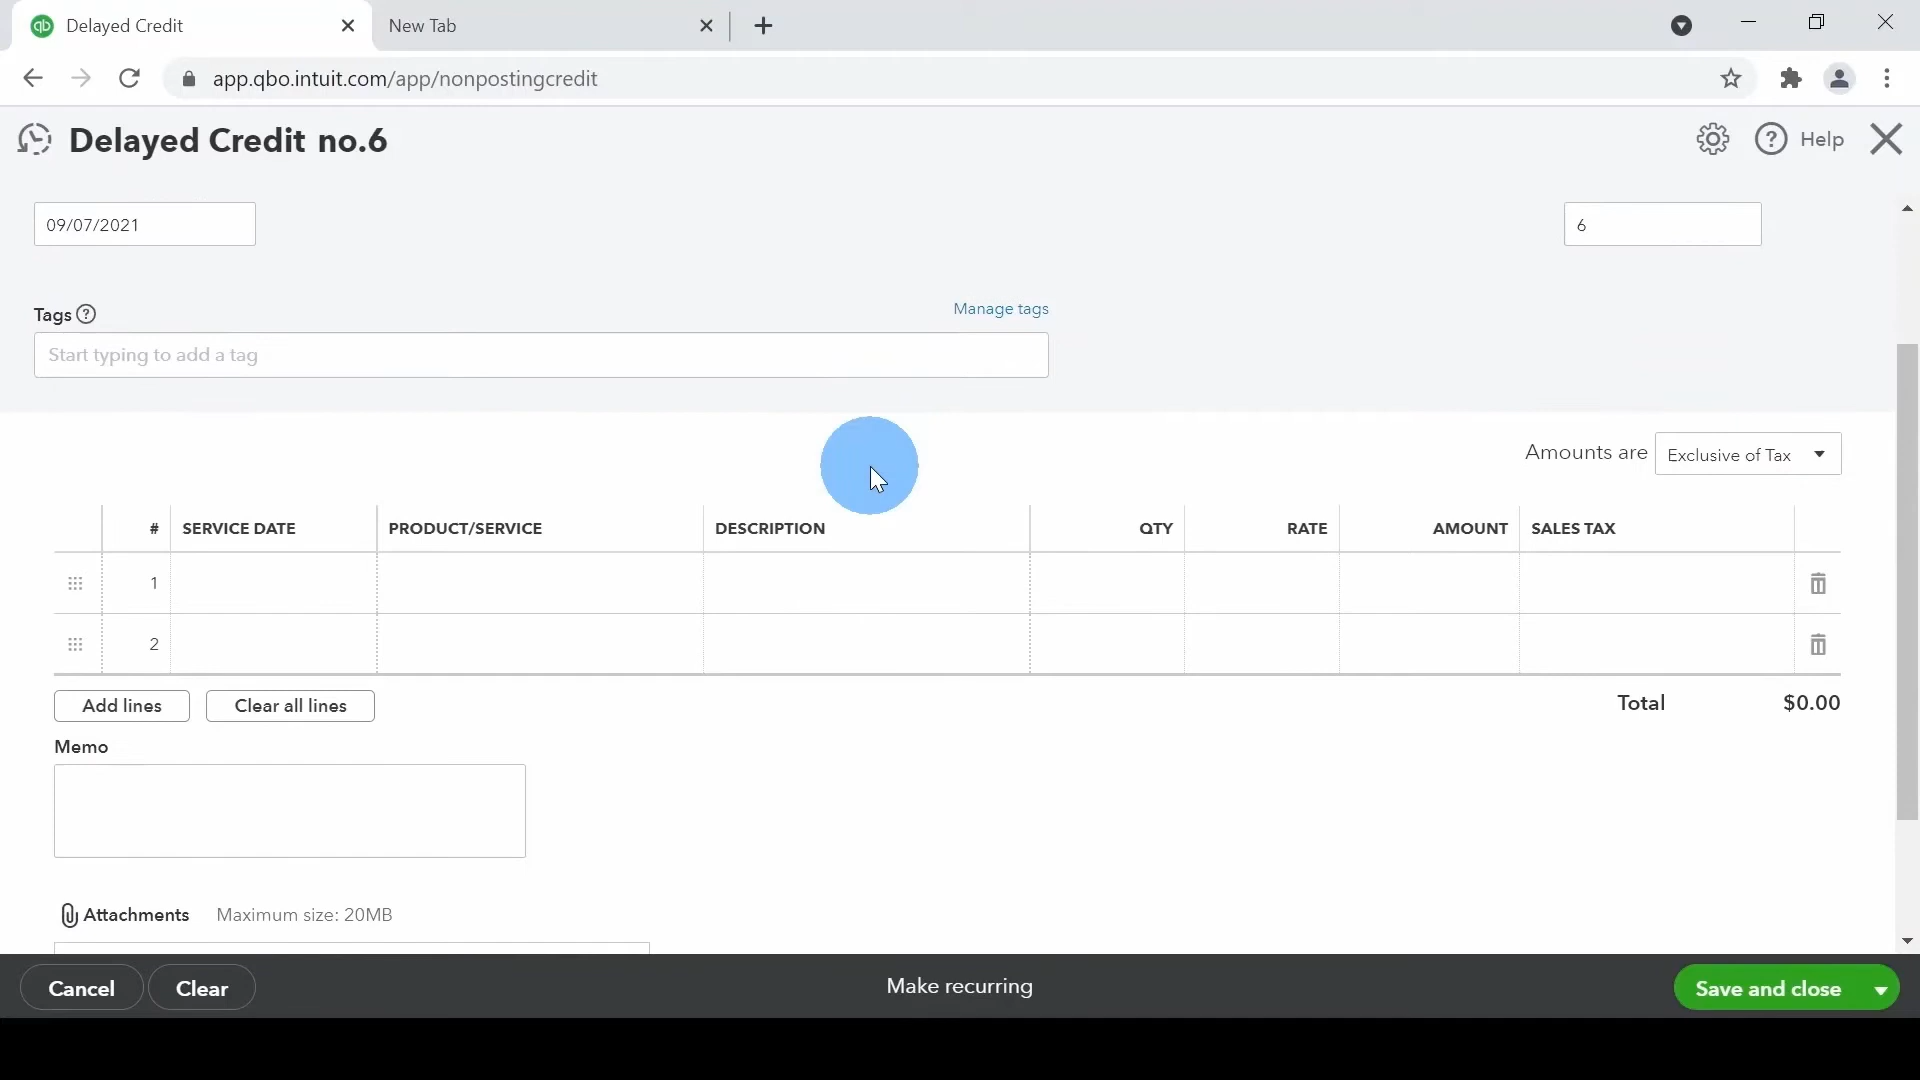 qb Delayed Credit
New Tab
app.qbo.intuit.com/app/nonpostingcredit
Delayed Credit no.6
Help
09/07/2021
6
Tags
Manage tags
Start typing to add a tag
Amounts are Exclusive of Tax
# SERVICE DATE PRODUCT/SERVICE DESCRIPTION QTY RATE AMOUNT SALES TAX
1
2
Add lines Clear all lines Total $0.00
Memo
Attachments Maximum size: 20MB
Cancel Clear Make recurring Save and close